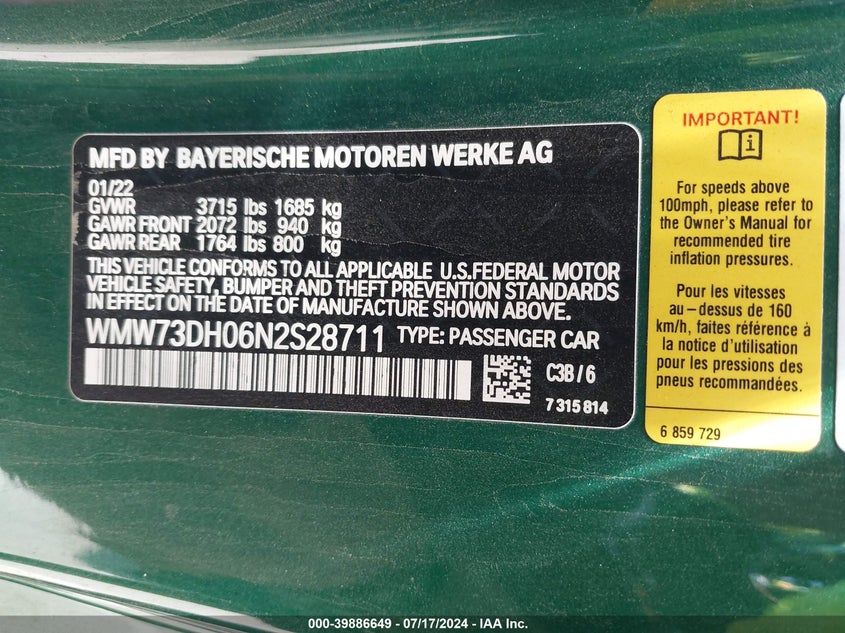 MFD BY BAYERISCHE MOTOREN WERKE AG
01/22
GVWR 3715 lbs 1685 kg
GAWR FRONT 2072 lbs 940 kg
GAWR REAR 1764 lbs 800 kg
THIS VEHICLE CONFORMS TO ALL APPLICABLE U.S.FEDERAL MOTOR
VEHICLE SAFETY, BUMPER AND THEFT PREVENTION STANDARDS
IN EFFECT ON THE DATE OF MANUFACTURE SHOWN ABOVE.
WMW73DH06N2S28711 TYPE: PASSENGER CAR
C3B/6
7 315 814
IMPORTANT!
For speeds above
100mph, please refer to
the Owner's Manual for
recommended tire
inflation pressures.
Pour les vitesses
au-dessus de 160
km/h, S référence à
la notice d'utilisation
pour les pressions des
pneus recommandées.
6 859 729
000-39886649 / 07/17/2024 - IAA Inc.